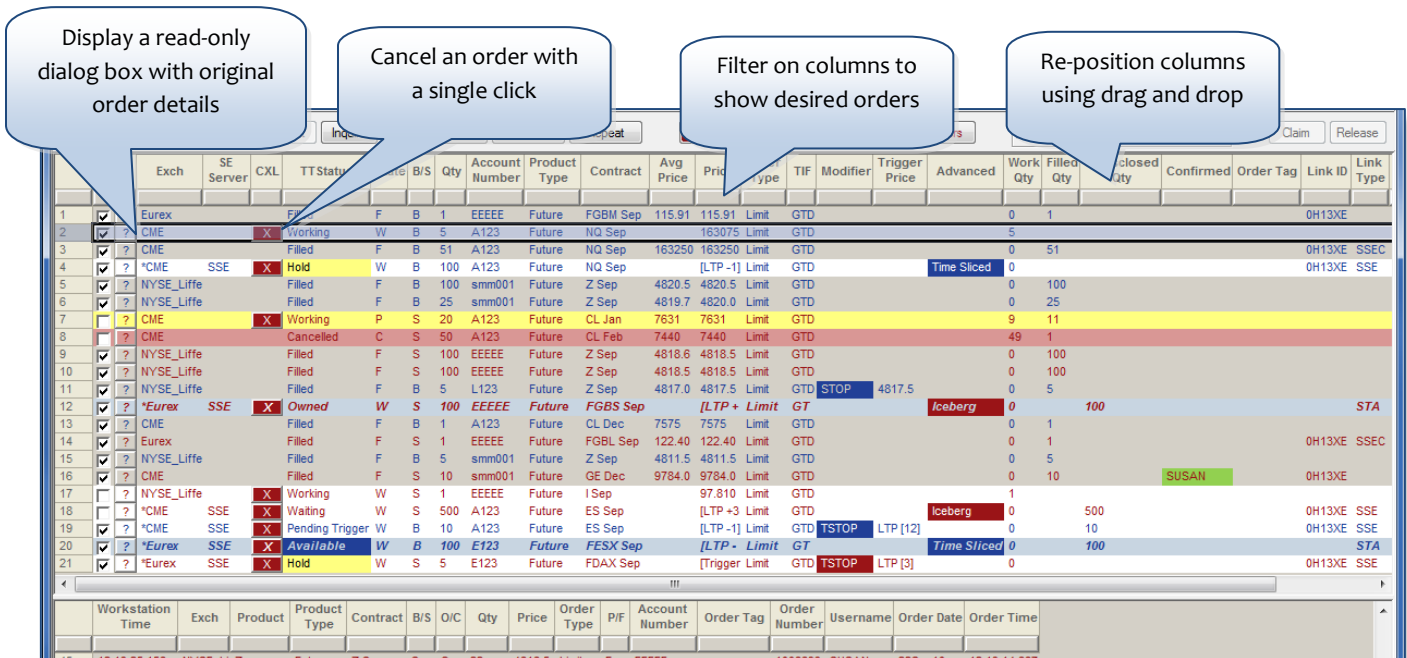 Display a read-only
dialog box with original
order details
Cancel an order with
a single click
Filter on columns to
show desired orders
Re-position columns
using drag and drop
Claim Release
Exch SE Server CXL B/S Qty Account Number Product Type Contract Avg Price TIF Modifier Trigger Price Advanced Work Qty Filled Qty Confirmed Order Tag Link ID Link Type
1 Eurex F B 1 EEEEE Future FGBM Sep 115.91 115.91 Limit GTD 0 1 0H13XE
2 ? CME X Working W B 5 A123 Future NQ Sep 163075 Limit GTD 5
3 ? CME Filled F B 51 A123 Future NQ Sep 163250 163250 Limit GTD 0 51 0H13XE SSEC
4 ? *CME SSE X Hold W B 100 A123 Future NQ Sep [LTP -1] Limit GTD Time Sliced 0 0H13XE SSE
5 ? NYSE_Liffe Filled F B 100 smm001 Future Z Sep 4820.5 4820.5 Limit GTD 0 100
6 ? NYSE_Liffe Filled F B 25 smm001 Future Z Sep 4819.7 4820.0 Limit GTD 0 25
7 ? CME X Working P S 20 A123 Future CL Jan 7631 7631 Limit GTD 9 11
8 ? CME Cancelled C S 50 A123 Future CL Feb 7440 7440 Limit GTD 49 1
9 ? NYSE_Liffe Filled F S 100 EEEEE Future Z Sep 4818.6 4818.5 Limit GTD 0 100
10 ? NYSE_Liffe Filled F S 100 EEEEE Future Z Sep 4818.5 4818.5 Limit GTD 0 100
11 ? NYSE_Liffe Filled F B 5 L123 Future Z Sep 4817.0 4817.5 Limit GTD STOP 4817.5 0 5
12 ? *Eurex SSE X Owned W S 100 EEEEE Future FGBS Sep [LTP + Limit GT Iceberg 0 100 STA
13 ? CME Filled F B 1 A123 Future CL Dec 7575 7575 Limit GTD 0 1
14 ? Eurex Filled F S 1 EEEEE Future FGBL Sep 122.40 122.40 Limit GTD 0 1 0H13XE SSEC
15 ? NYSE_Liffe Filled F B 5 smm001 Future Z Sep 4811.5 4811.5 Limit GTD 0 5
16 ? CME Filled F S 10 smm001 Future GE Dec 9784.0 9784.0 Limit GTD 0 10 SUSAN 0H13XE
17 ? NYSE_Liffe X Working W S 1 EEEEE Future I Sep 97.810 Limit GTD 1
18 ? *CME SSE X Waiting W S 500 A123 Future ES Sep [LTP +3 Limit GTD Iceberg 0 500 0H13XE SSE
19 ? *CME SSE X Pending Trigger W B 10 A123 Future ES Sep [LTP -1] Limit GTD TSTOP LTP [12] 0 10 0H13XE SSE
20 ? *Eurex SSE X Available W B 100 E123 Future FESX Sep [LTP - Limit GT Time Sliced 0 100 STA
21 ? *Eurex SSE X Hold W S 5 E123 Future FDAX Sep [Trigger Limit GTD TSTOP LTP [3] 0 0H13XE SSE
Workstation Time Exch Product Product Type Contract B/S O/C Qty Price Order Type P/F Account Number Order Tag Order Number Username Order Date Order Time